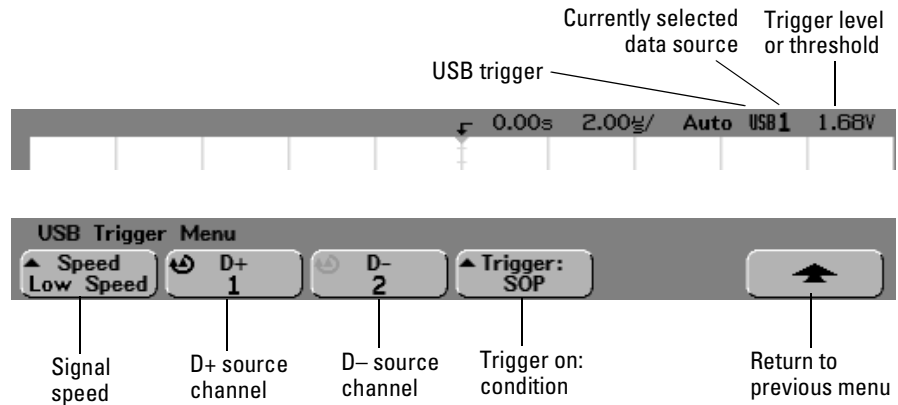 Currently selected
data source
Trigger level
or threshold
USB trigger
0.00s 2.00㎲/ Auto USB 1 1.68V
USB Trigger Menu
Speed
Low Speed
D+
1
D-
2
Trigger:
SOP
Signal
speed
D+ source
channel
D– source
channel
Trigger on:
condition
Return to
previous menu